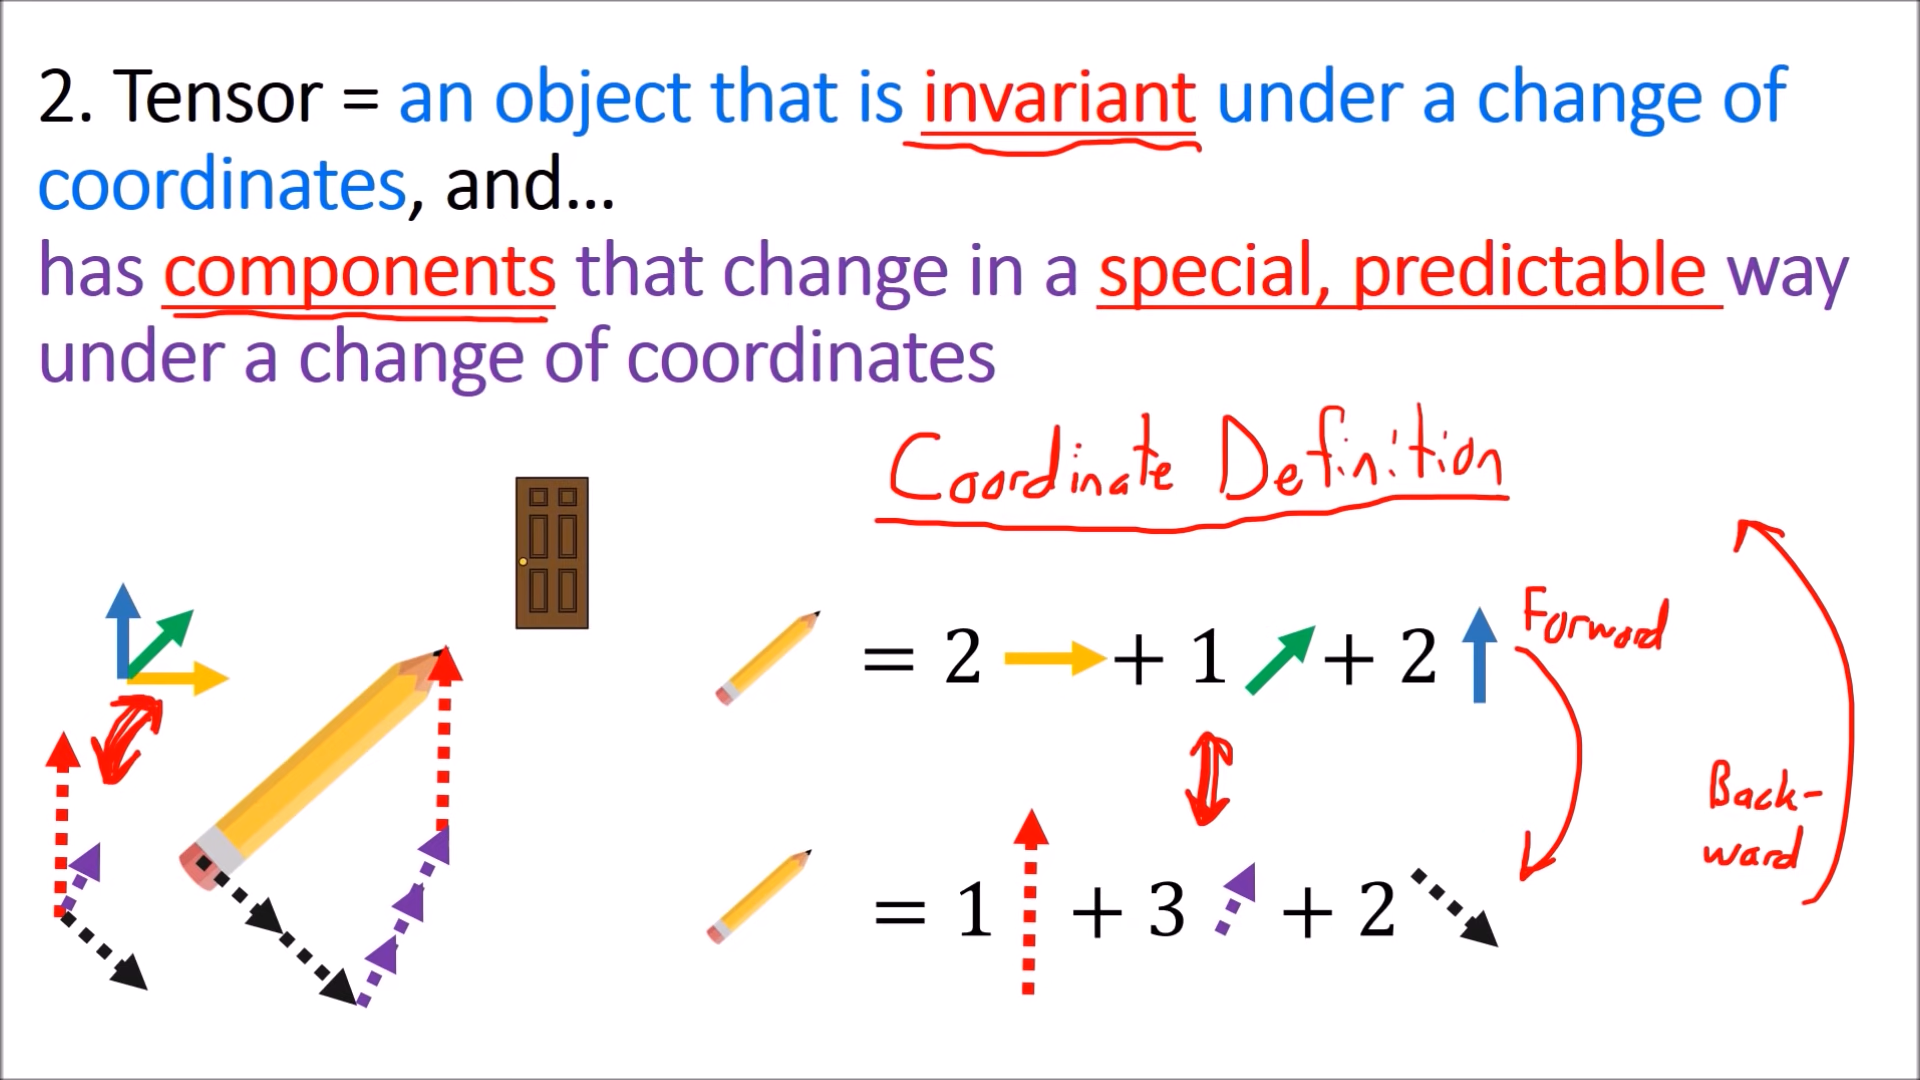 2. Tensor = an object that is invariant under a change of
coordinates, and...
has components that change in a special, predictable way
under a change of coordinates
Coordinate Definition
= 2 + 1 + 2
Forward
Back-
ward
= 1 + 3 + 2